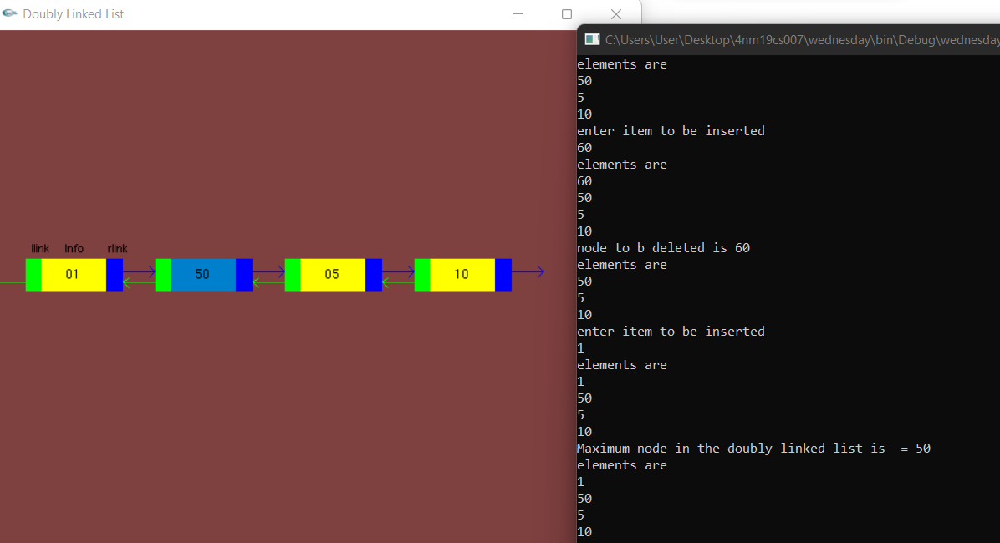 Doubly Linked List
llink Info rlink
01 50 05 10
C:\Users\User\Desktop\4nm19cs007\wednesday\bin\Debug\wednesday
elements are
50
5
10
enter item to be inserted
60
elements are
60
50
5
10
node to b deleted is 60
elements are
50
5
10
enter item to be inserted
1
elements are
1
50
5
10
Maximum node in the doubly linked list is  = 50
elements are
1
50
5
10